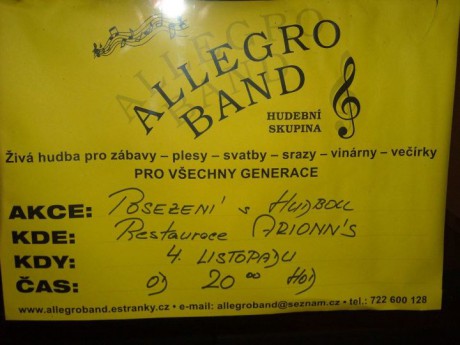 ALLEGRO
BAND
HUDEBNÍ
SKUPINA
Živá hudba pro zábavy – plesy – svatby – srazy – vinárny – večírky
PRO VŠECHNY GENERACE
AKCE: POSEZENÍ s HUDBOU
KDE: Restaurace ARIONN'S
KDY: 4. LISTOPADU
ČAS: OD 20 00 HOD
www.allegroband.estranky.cz • e-mail: allegroband@seznam.cz • tel.: 722 600 128